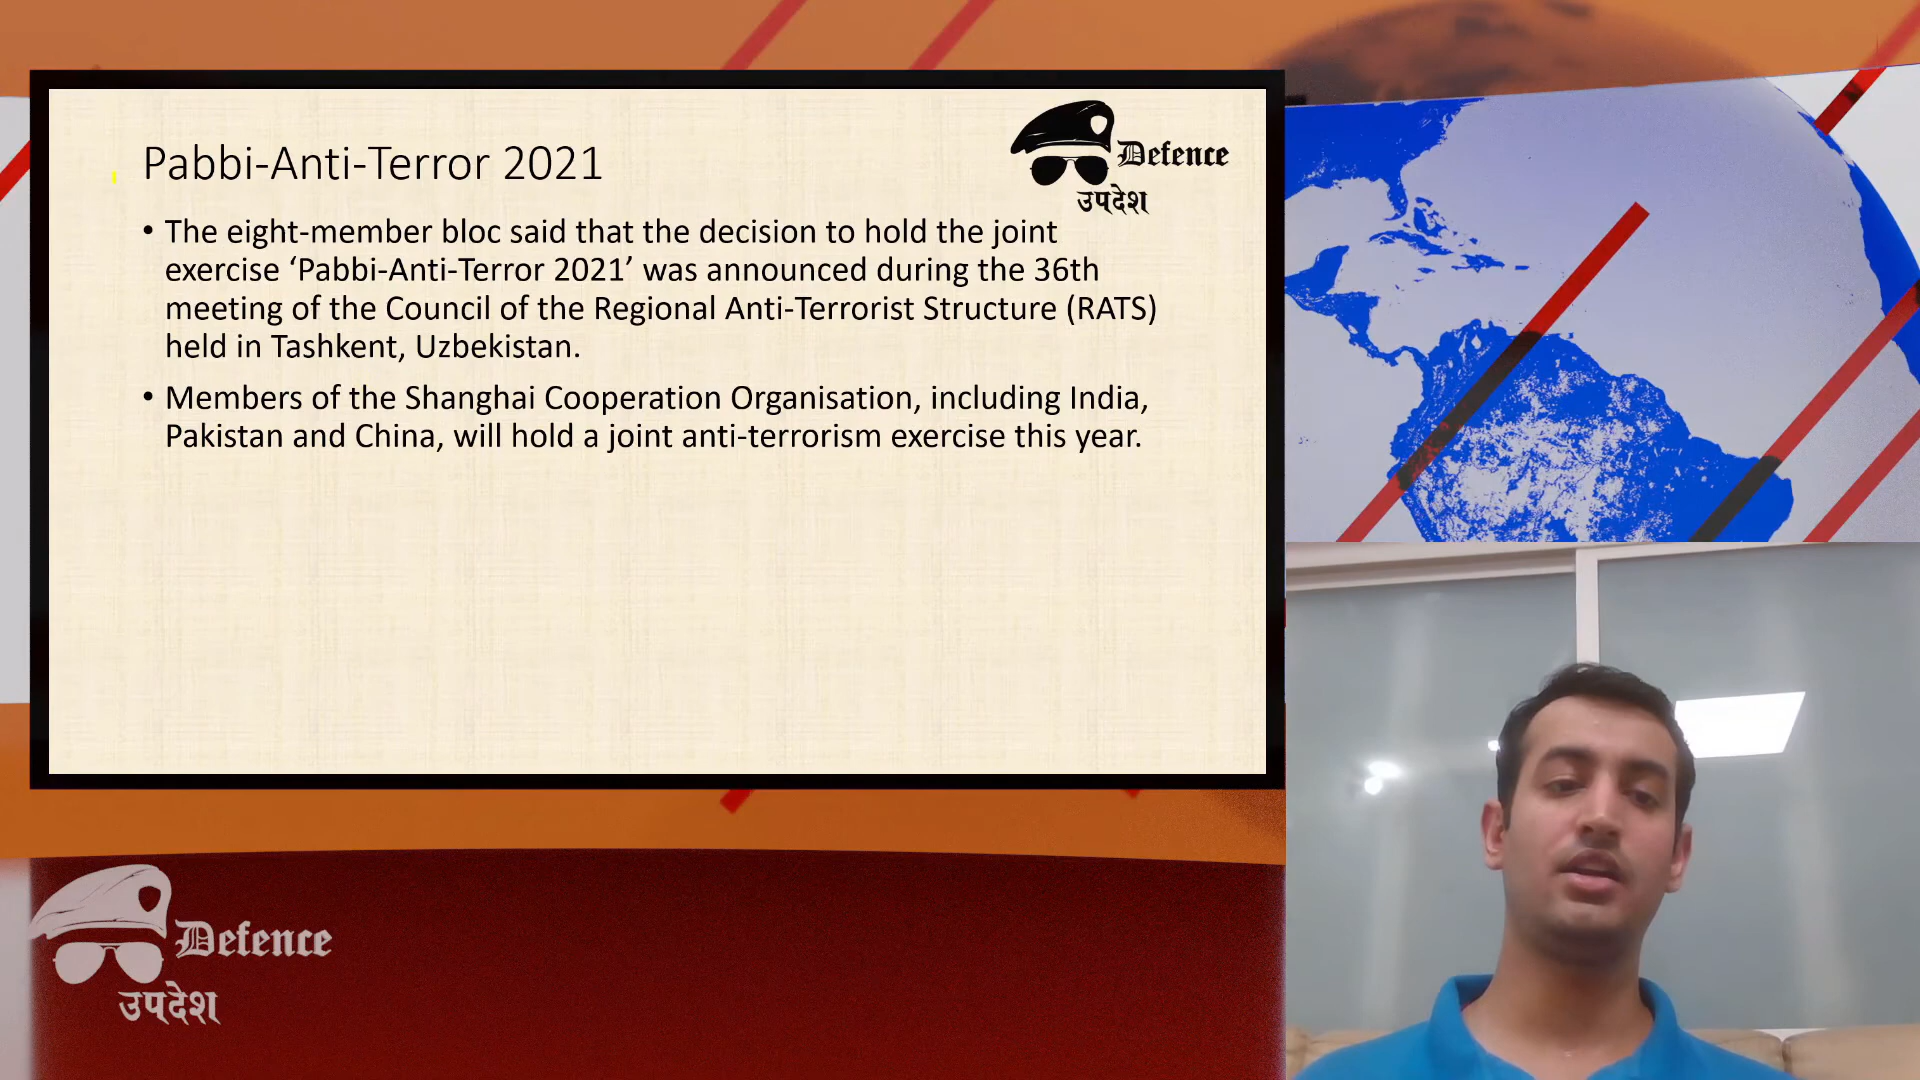 Pabbi-Anti-Terror 2021
Defence
उपदेश
• The eight-member bloc said that the decision to hold the joint
exercise ‘Pabbi-Anti-Terror 2021’ was announced during the 36th
meeting of the Council of the Regional Anti-Terrorist Structure (RATS)
held in Tashkent, Uzbekistan.
• Members of the Shanghai Cooperation Organisation, including India,
Pakistan and China, will hold a joint anti-terrorism exercise this year.
Defence
उपदेश